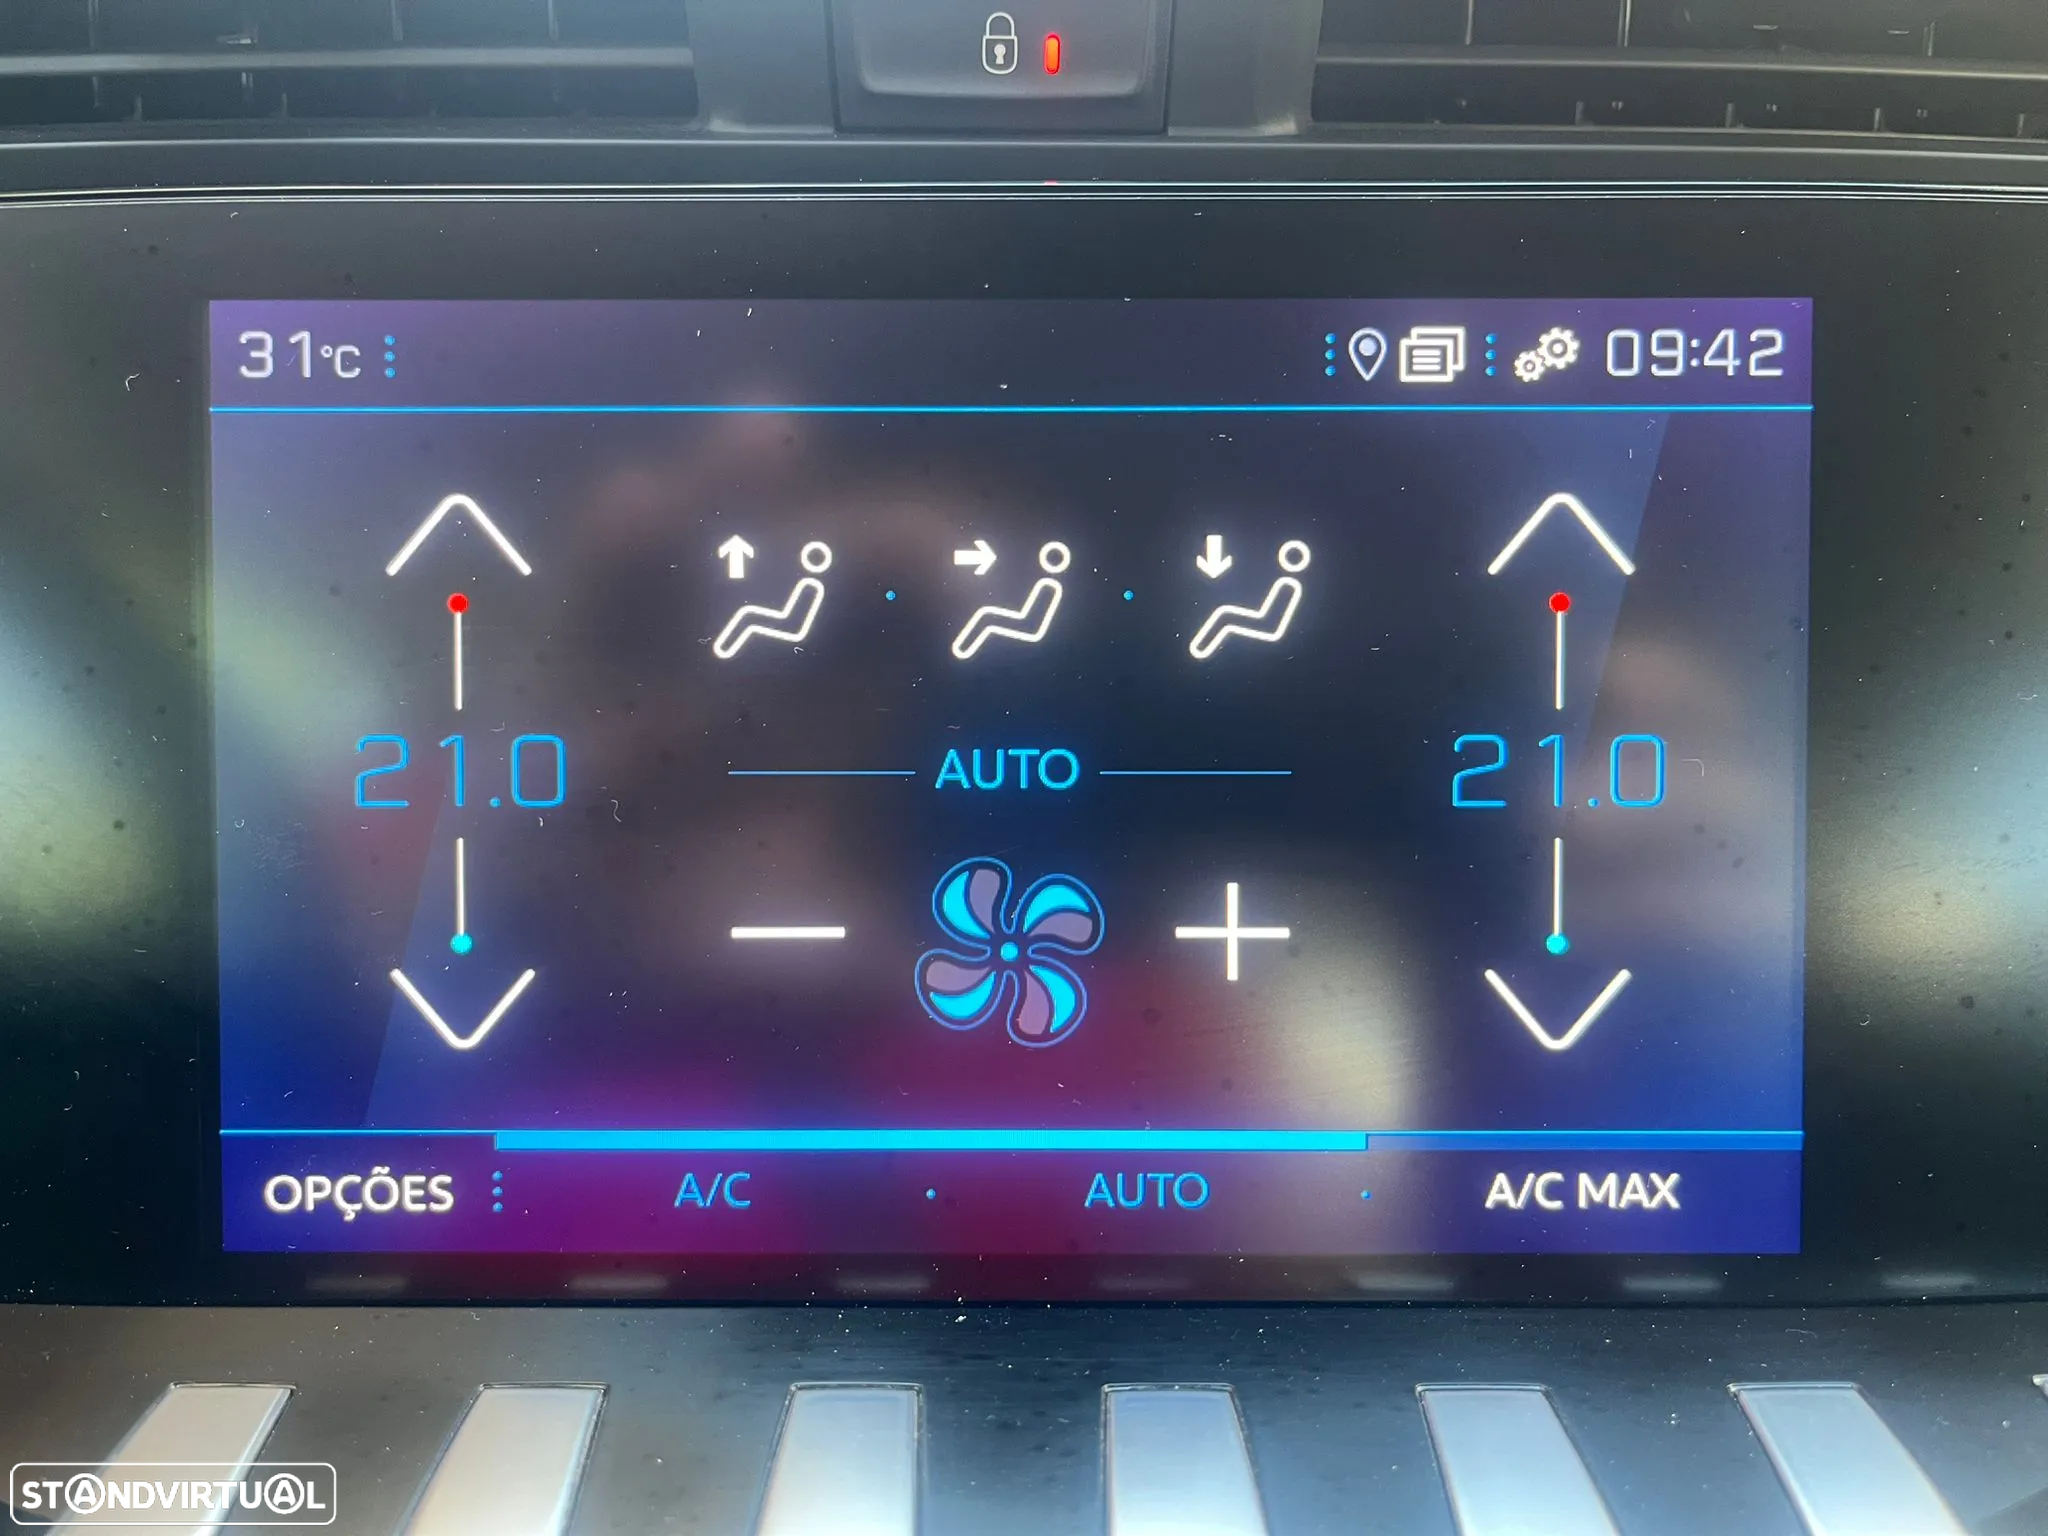 31°C 09:42
21.0 AUTO 21.0
OPÇÕES A/C AUTO A/C MAX
STANDVIRTUAL